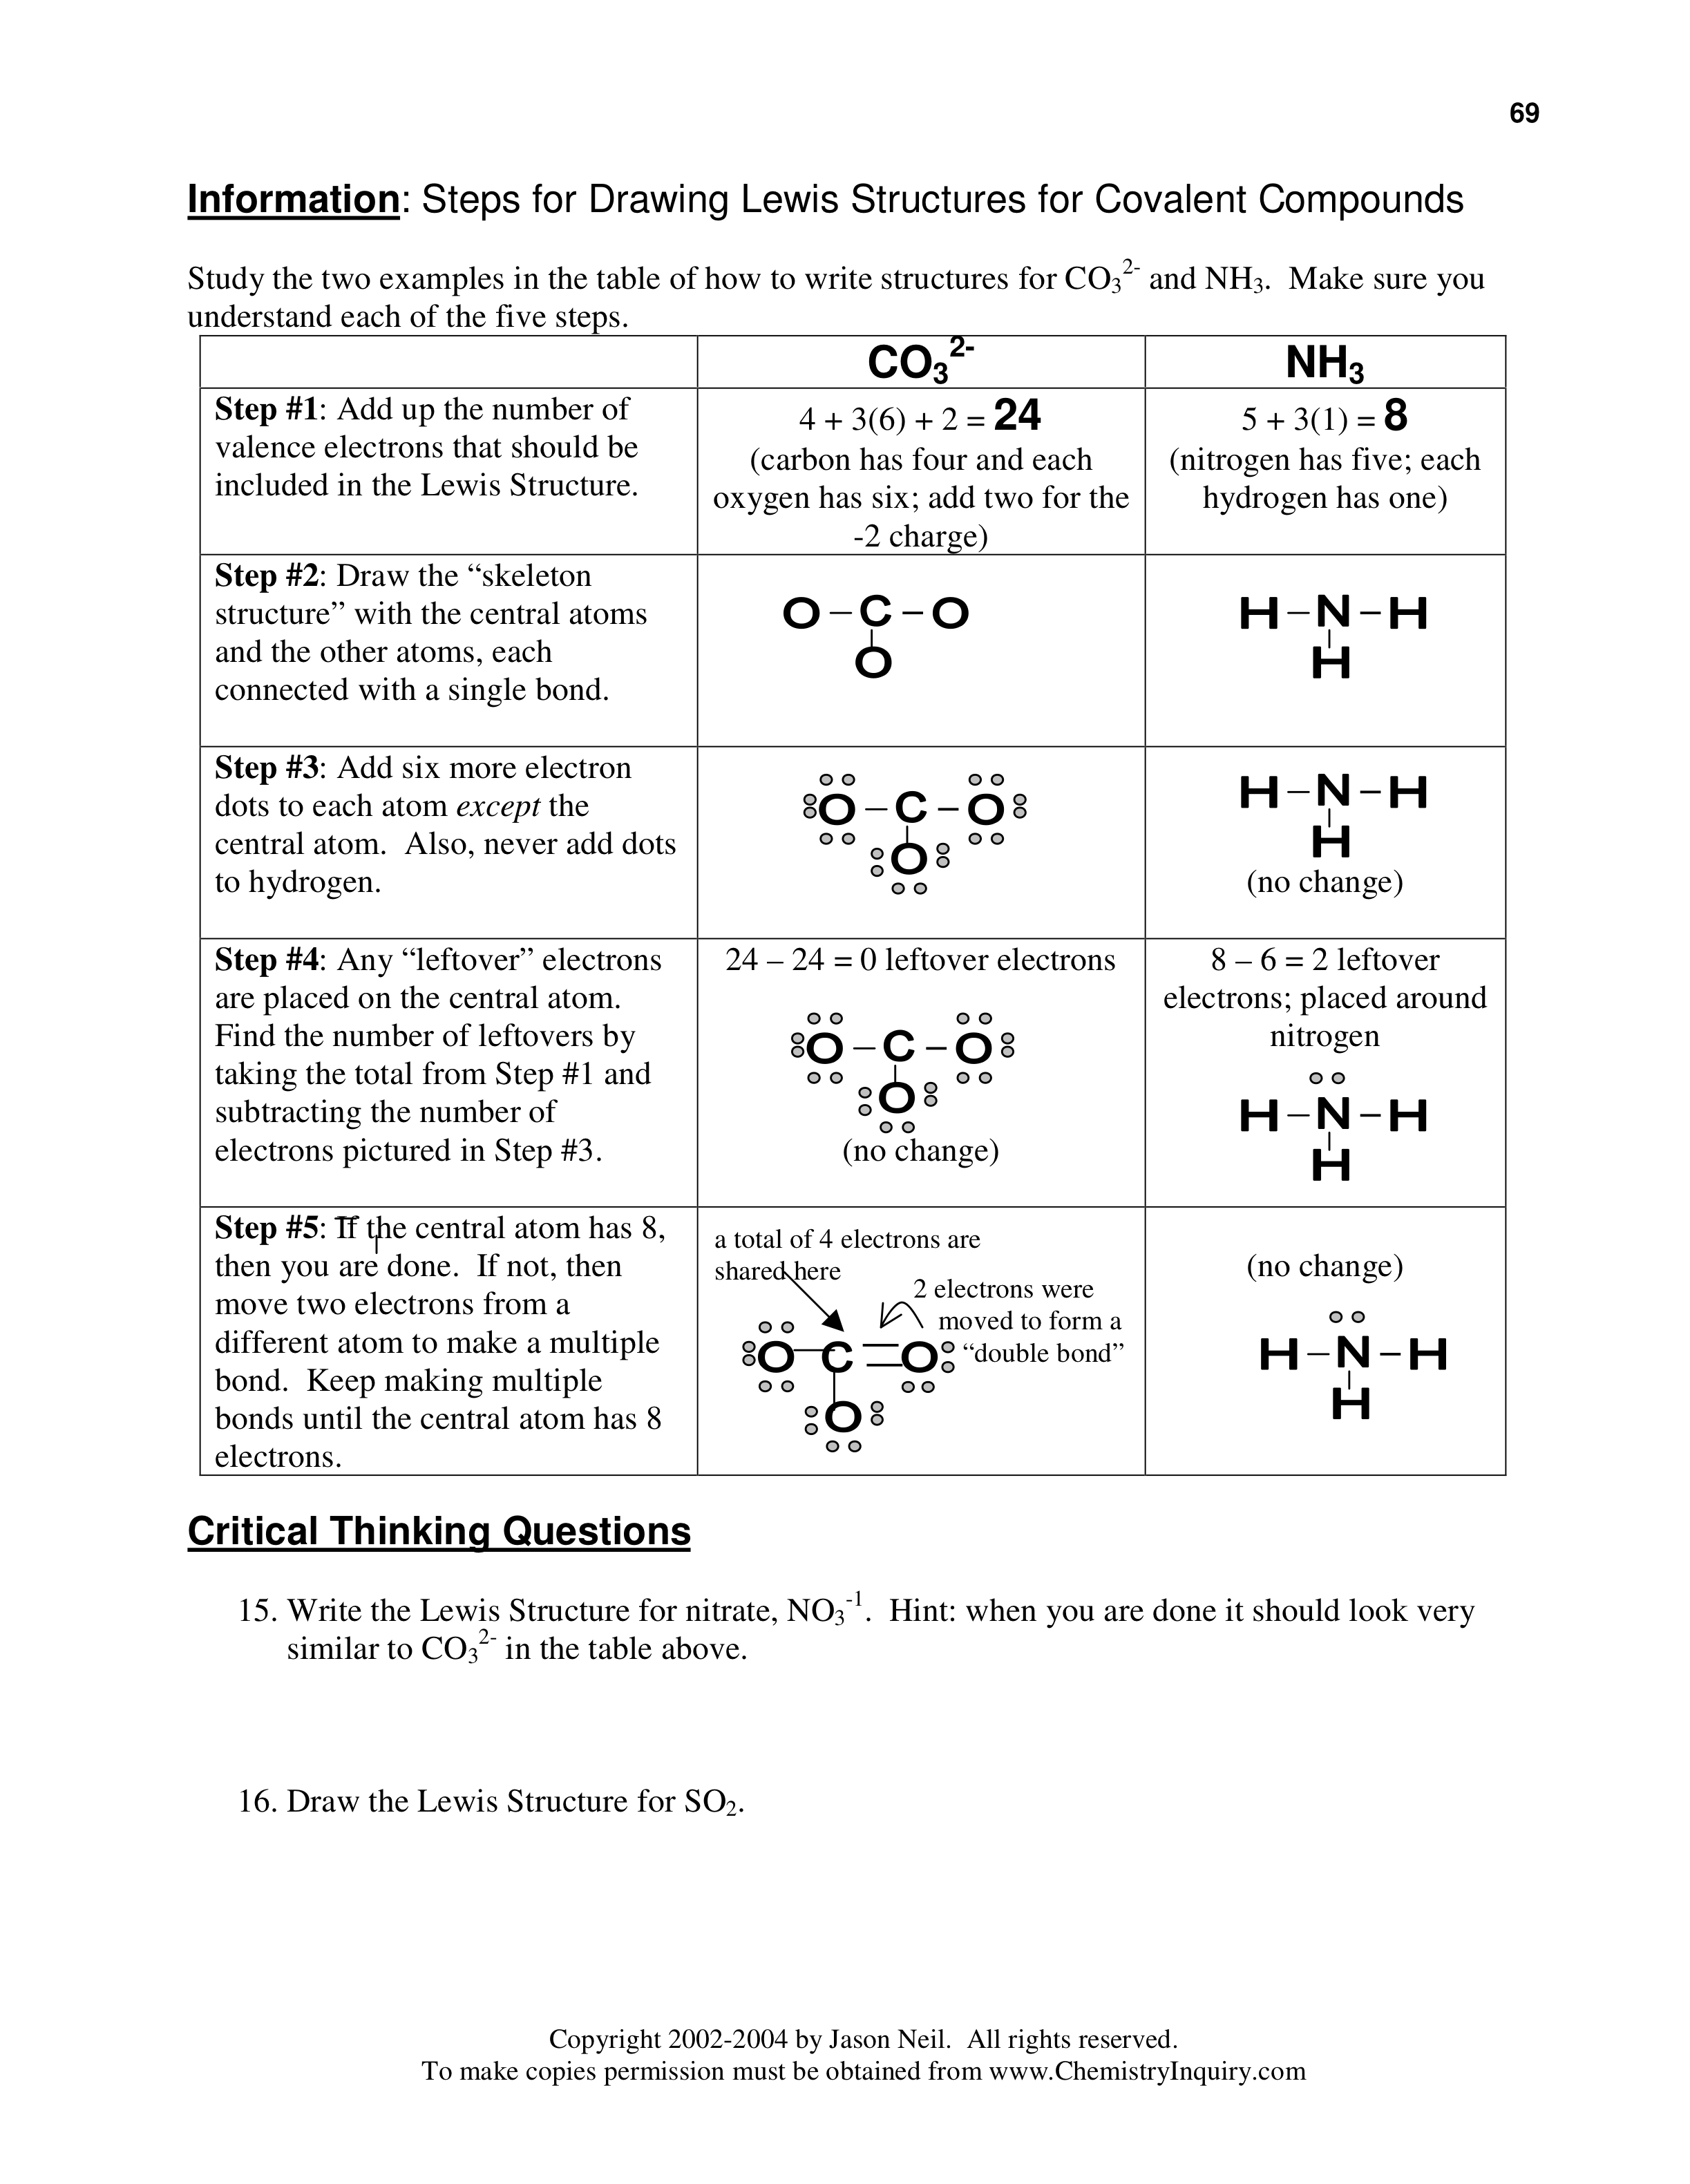 69
Information: Steps for Drawing Lewis Structures for Covalent Compounds
Study the two examples in the table of how to write structures for CO₃²⁻ and NH₃.  Make sure you
understand each of the five steps.
CO₃²⁻
NH₃
Step #1: Add up the number of
valence electrons that should be
included in the Lewis Structure.
4 + 3(6) + 2 = 24
(carbon has four and each
oxygen has six; add two for the
-2 charge)
5 + 3(1) = 8
(nitrogen has five; each
hydrogen has one)
Step #2: Draw the “skeleton
structure” with the central atoms
and the other atoms, each
connected with a single bond.
O – C – O
O
H – N – H
H
Step #3: Add six more electron
dots to each atom except the
central atom.  Also, never add dots
to hydrogen.
O – C – O
O
H – N – H
H
(no change)
Step #4: Any “leftover” electrons
are placed on the central atom.
Find the number of leftovers by
taking the total from Step #1 and
subtracting the number of
electrons pictured in Step #3.
24 – 24 = 0 leftover electrons
O – C – O
O
(no change)
8 – 6 = 2 leftover
electrons; placed around
nitrogen
H – N – H
H
Step #5: If the central atom has 8,
then you are done.  If not, then
move two electrons from a
different atom to make a multiple
bond.  Keep making multiple
bonds until the central atom has 8
electrons.
a total of 4 electrons are
shared here
2 electrons were
moved to form a
“double bond”
O – C = O
O
(no change)
H – N – H
H
Critical Thinking Questions
15. Write the Lewis Structure for nitrate, NO₃⁻¹.  Hint: when you are done it should look very
similar to CO₃²⁻ in the table above.
16. Draw the Lewis Structure for SO₂.
Copyright 2002-2004 by Jason Neil.  All rights reserved.
To make copies permission must be obtained from www.ChemistryInquiry.com